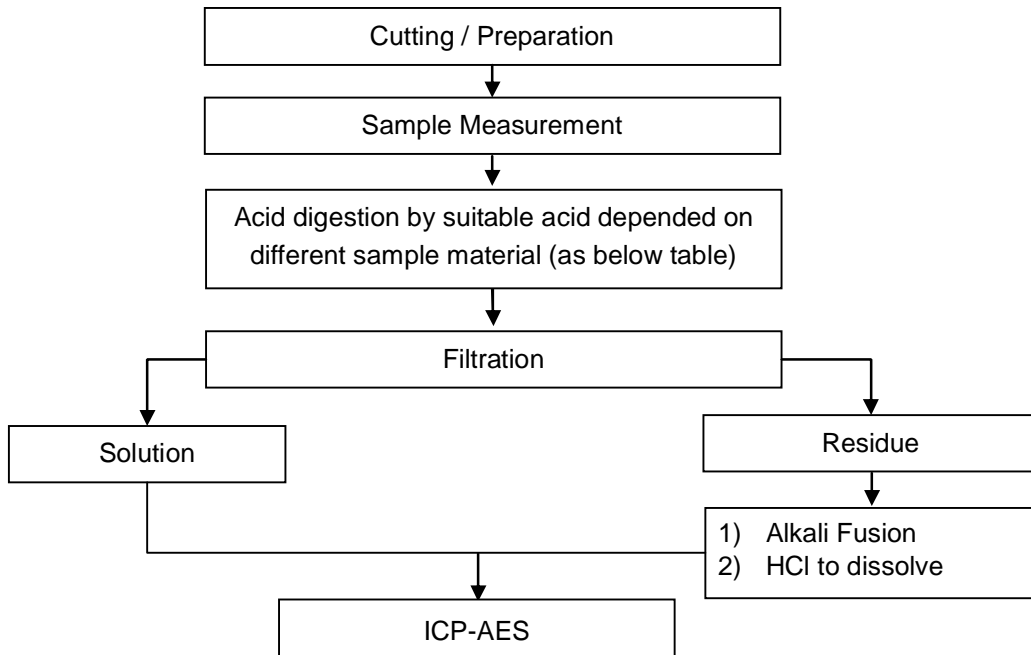 Cutting / Preparation
Sample Measurement
Acid digestion by suitable acid depended on
different sample material (as below table)
Filtration
Solution
Residue
1) Alkali Fusion
2) HCl to dissolve
ICP-AES